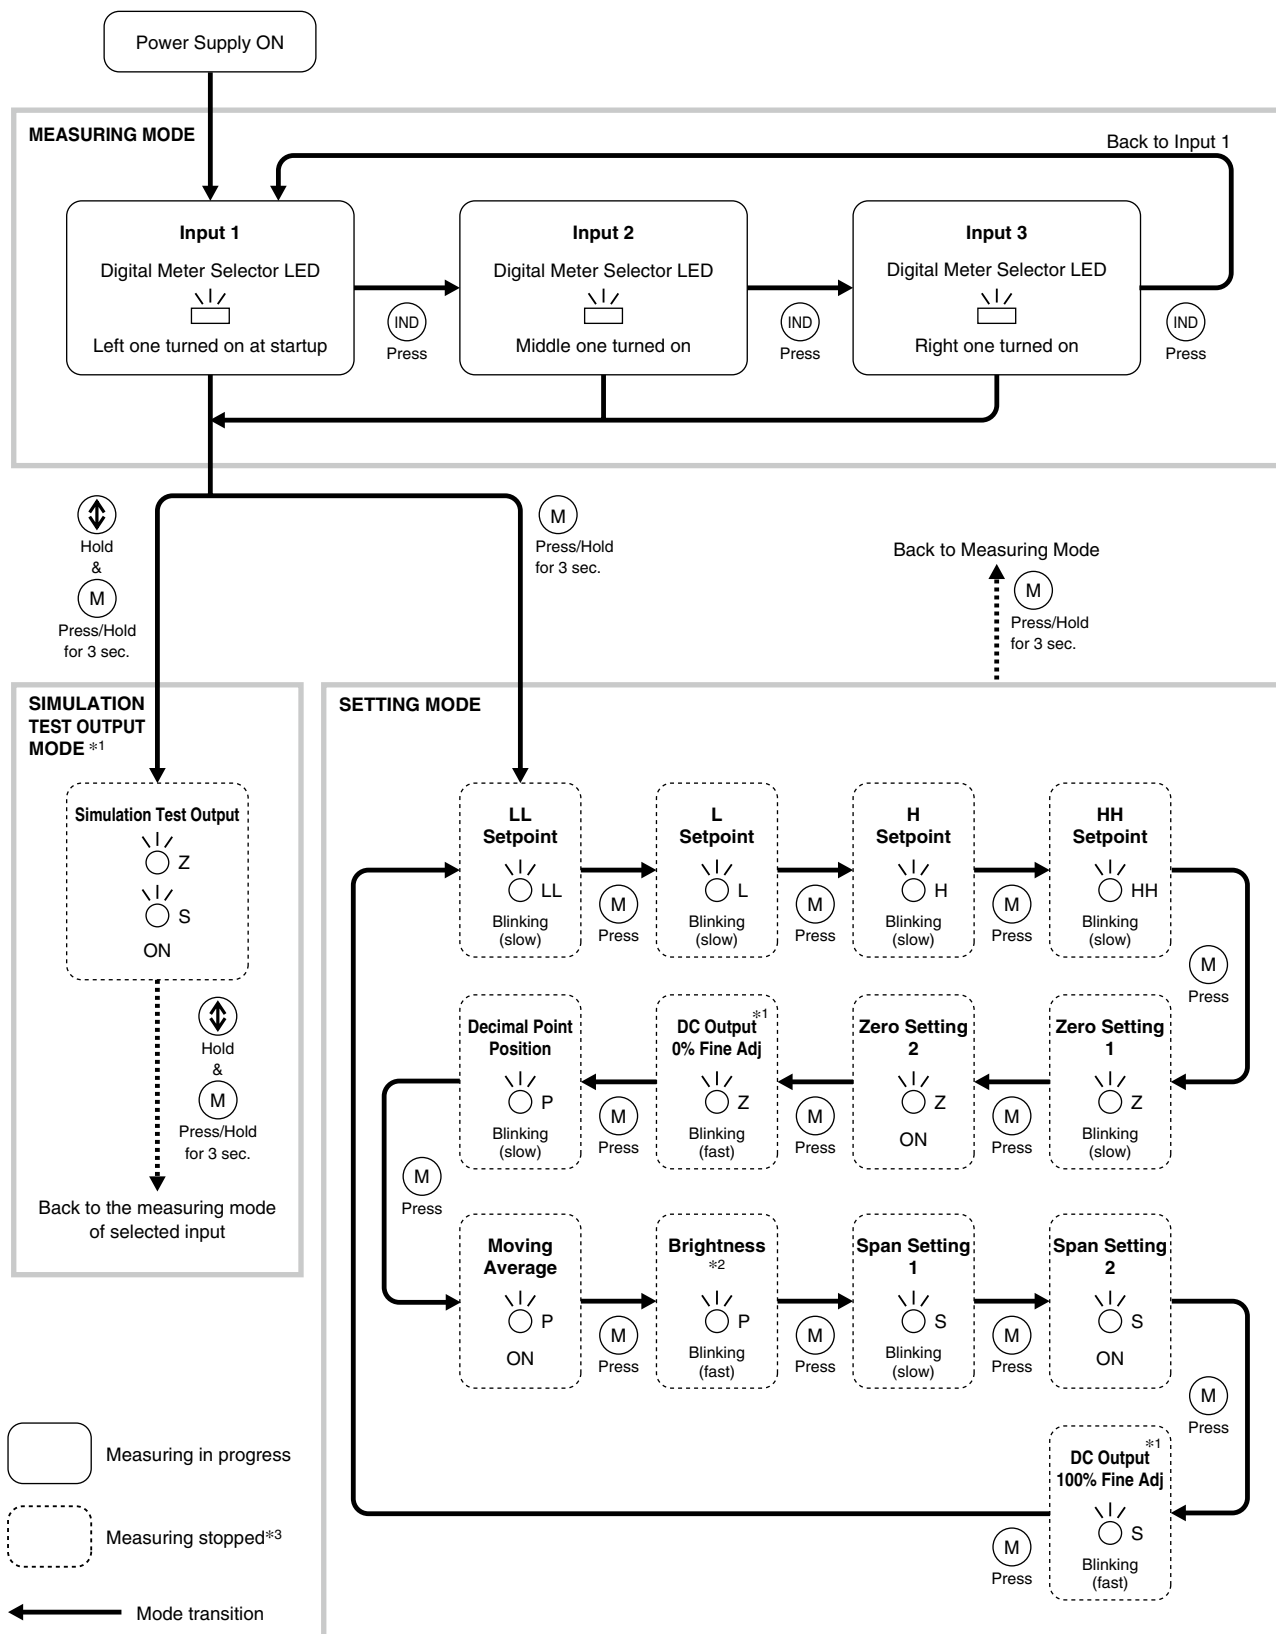 Power Supply ON
MEASURING MODE
Back to Input 1
Input 1
Digital Meter Selector LED
Left one turned on at startup
IND
Press
Input 2
Digital Meter Selector LED
Middle one turned on
IND
Press
Input 3
Digital Meter Selector LED
Right one turned on
IND
Press
Hold
&
M
Press/Hold
for 3 sec.
M
Press/Hold
for 3 sec.
Back to Measuring Mode
M
Press/Hold
for 3 sec.
SIMULATION
TEST OUTPUT
MODE *1
Simulation Test Output
Z
S
ON
Hold
&
M
Press/Hold
for 3 sec.
Back to the measuring mode
of selected input
SETTING MODE
LL
Setpoint
LL
Blinking
(slow)
M
Press
L
Setpoint
L
Blinking
(slow)
M
Press
H
Setpoint
H
Blinking
(slow)
M
Press
HH
Setpoint
HH
Blinking
(slow)
M
Press
Zero Setting
1
Z
Blinking
(slow)
M
Press
Zero Setting
2
Z
ON
M
Press
DC Output *1
0% Fine Adj
Z
Blinking
(fast)
M
Press
Decimal Point
Position
P
Blinking
(slow)
M
Press
Moving
Average
P
ON
M
Press
Brightness
*2
P
Blinking
(fast)
M
Press
Span Setting
1
S
Blinking
(slow)
M
Press
Span Setting
2
S
ON
M
Press
DC Output *1
100% Fine Adj
S
Blinking
(fast)
M
Press
Measuring in progress
Measuring stopped*3
Mode transition